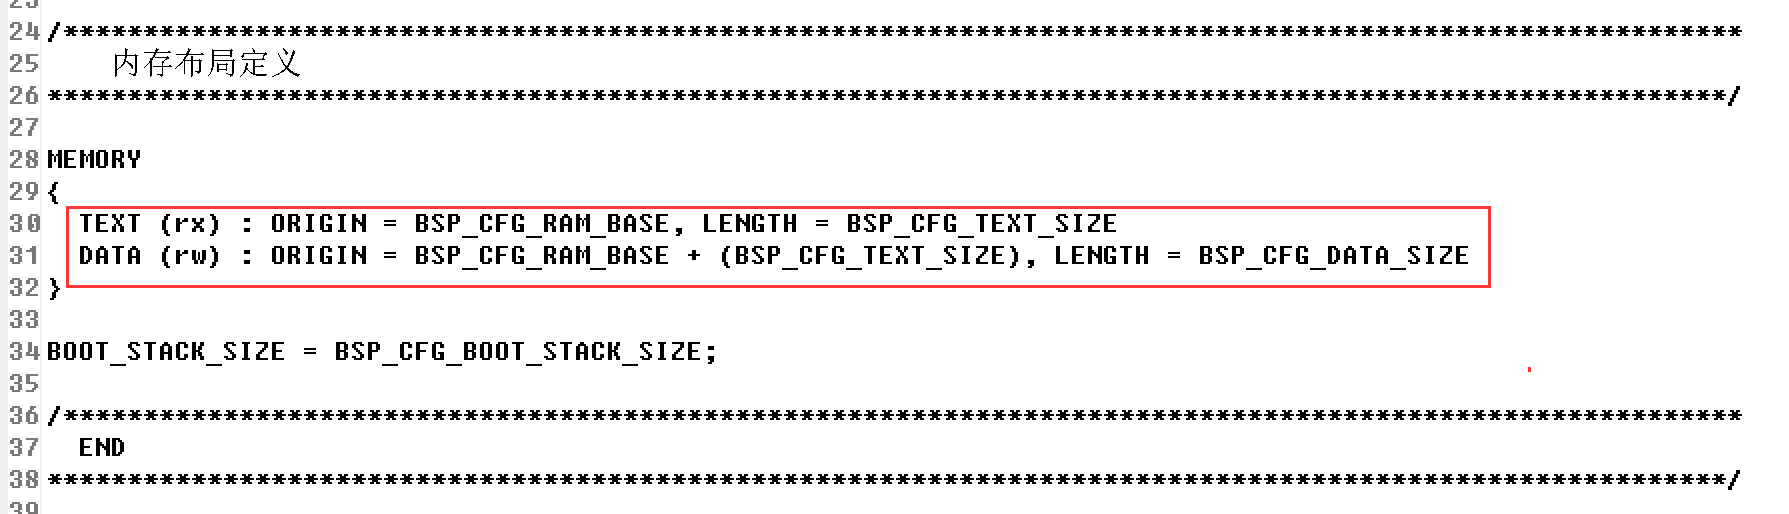 24 /**********************************************************************************************************
25     内存布局定义
26 *********************************************************************************************************/
27
28 MEMORY
29 {
30   TEXT (rx) : ORIGIN = BSP_CFG_RAM_BASE, LENGTH = BSP_CFG_TEXT_SIZE
31   DATA (rw) : ORIGIN = BSP_CFG_RAM_BASE + (BSP_CFG_TEXT_SIZE), LENGTH = BSP_CFG_DATA_SIZE
32 }
33
34 BOOT_STACK_SIZE = BSP_CFG_BOOT_STACK_SIZE;
35
36 /**********************************************************************************************************
37   END
38 *********************************************************************************************************/